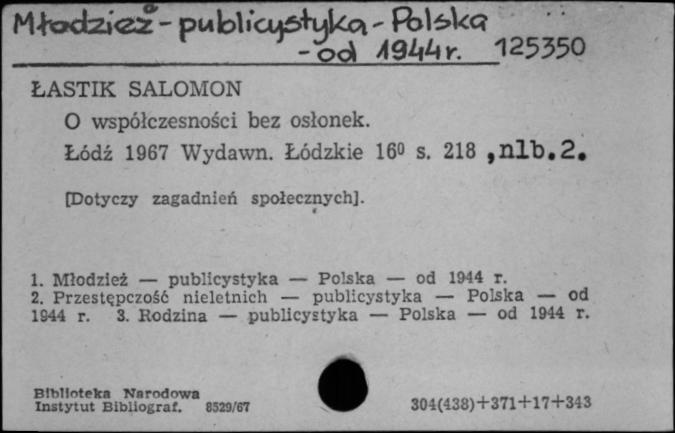 Młodzież - publicystyka - Polska
- od 1944 r. 125350
ŁASTIK SALOMON
O współczesności bez osłonek.
Łódź 1967 Wydawn. Łódzkie 16⁰ s. 218 ,nlb.2.
[Dotyczy zagadnień społecznych].
1. Młodzież — publicystyka — Polska — od 1944 r.
2. Przestępczość nieletnich — publicystyka — Polska — od
1944 r. 3. Rodzina — publicystyka — Polska — od 1944 r.
Biblioteka Narodowa
Instytut Bibliograf. 8529/67 304(438)+371+17+343